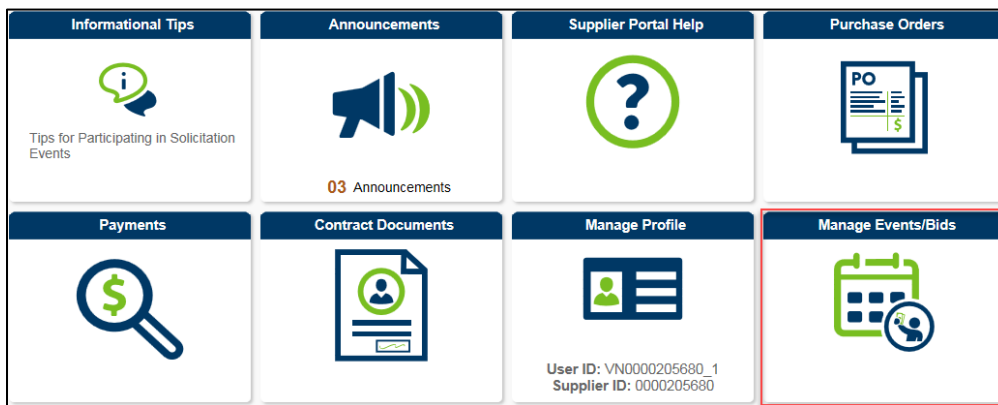 Informational Tips
Tips for Participating in Solicitation
Events
Announcements
03 Announcements
Supplier Portal Help
?
Purchase Orders
PO
$
Payments
$
Contract Documents
Manage Profile
User ID: VN0000205680_1
Supplier ID: 0000205680
Manage Events/Bids